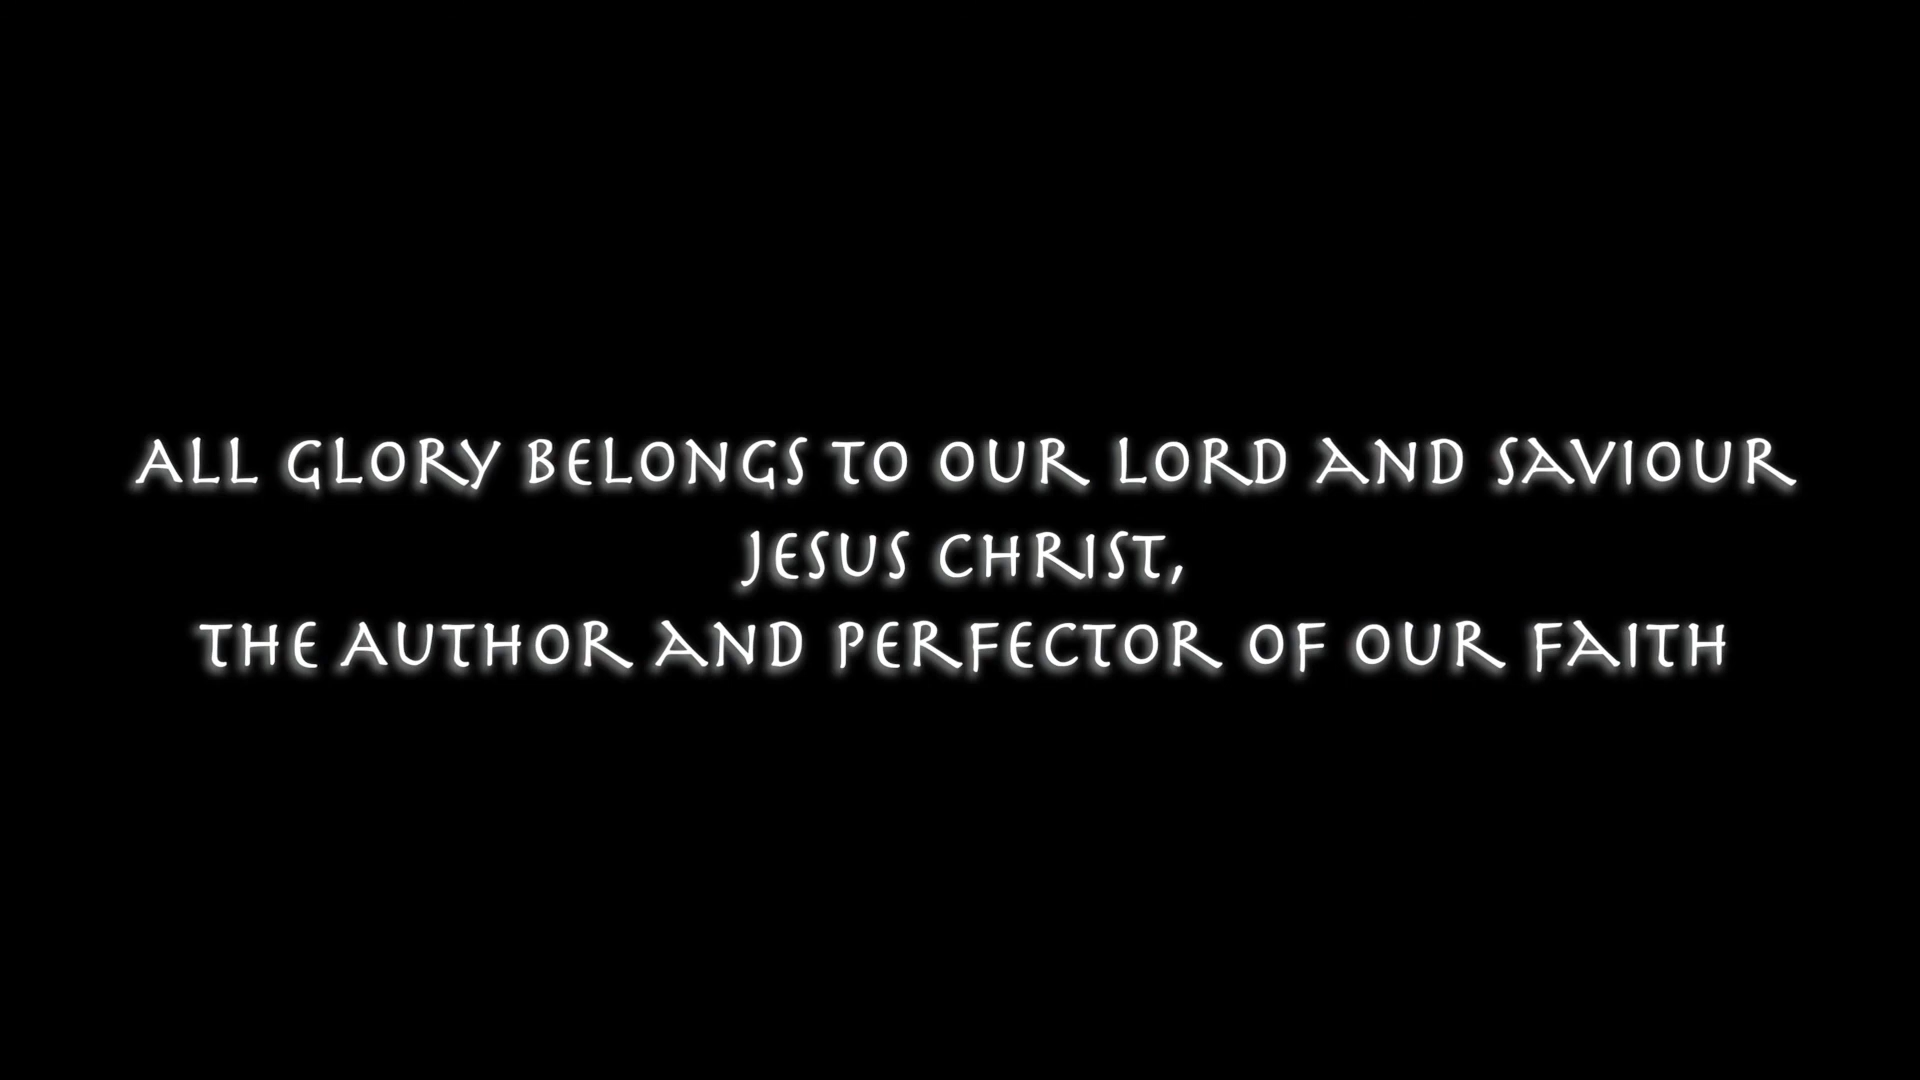 ALL GLORY BELONGS TO OUR LORD AND SAVIOUR
JESUS CHRIST,
THE AUTHOR AND PERFECTOR OF OUR FAITH